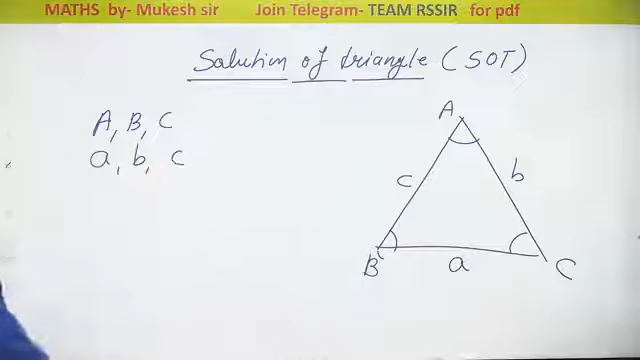 MATHS by- Mukesh sir Join Telegram- TEAM RSSIR for pdf
Solution of triangle (SOT)
A, B, C
a, b, c
A
c
b
B
a
C